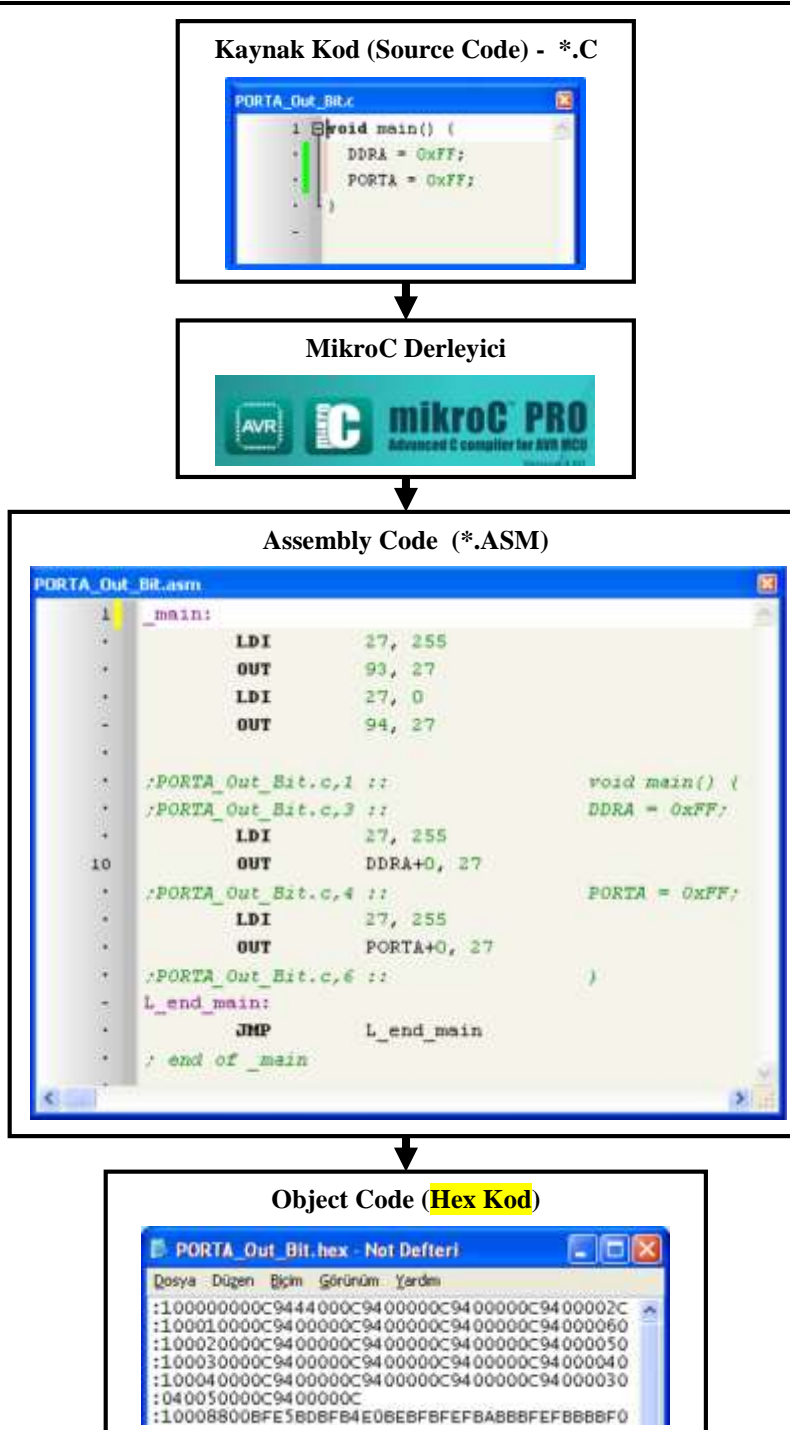 Kaynak Kod (Source Code) - *.C
PORTA_Out_Bit.c
1 void main() {
DDRA = 0xFF;
PORTA = 0xFF;
}
MikroC Derleyici
AVR mikro C mikroC PRO
Advanced C compiler for AVR MCU
Assembly Code (*.ASM)
PORTA_Out_Bit.asm
1 _main:
LDI 27, 255
OUT 93, 27
LDI 27, 0
OUT 94, 27
;PORTA_Out_Bit.c,1 :: void main() {
;PORTA_Out_Bit.c,3 :: DDRA = 0xFF;
LDI 27, 255
10 OUT DDRA+0, 27
;PORTA_Out_Bit.c,4 :: PORTA = 0xFF;
LDI 27, 255
OUT PORTA+0, 27
;PORTA_Out_Bit.c,6 :: }
L_end_main:
JMP L_end_main
; end of _main
Object Code (Hex Kod)
PORTA_Out_Bit.hex - Not Defteri
Dosya Düzen Biçim Görünüm Yardım
:100000000C9444000C9400000C9400000C9400002C
:100010000C9400000C9400000C9400000C94000060
:100020000C9400000C9400000C9400000C94000050
:100030000C9400000C9400000C9400000C94000040
:100040000C9400000C9400000C9400000C94000030
:040050000C9400000C
:100088000BFE5BDBFB4E0BEBFBFEFBABBBFEFBBBBF0